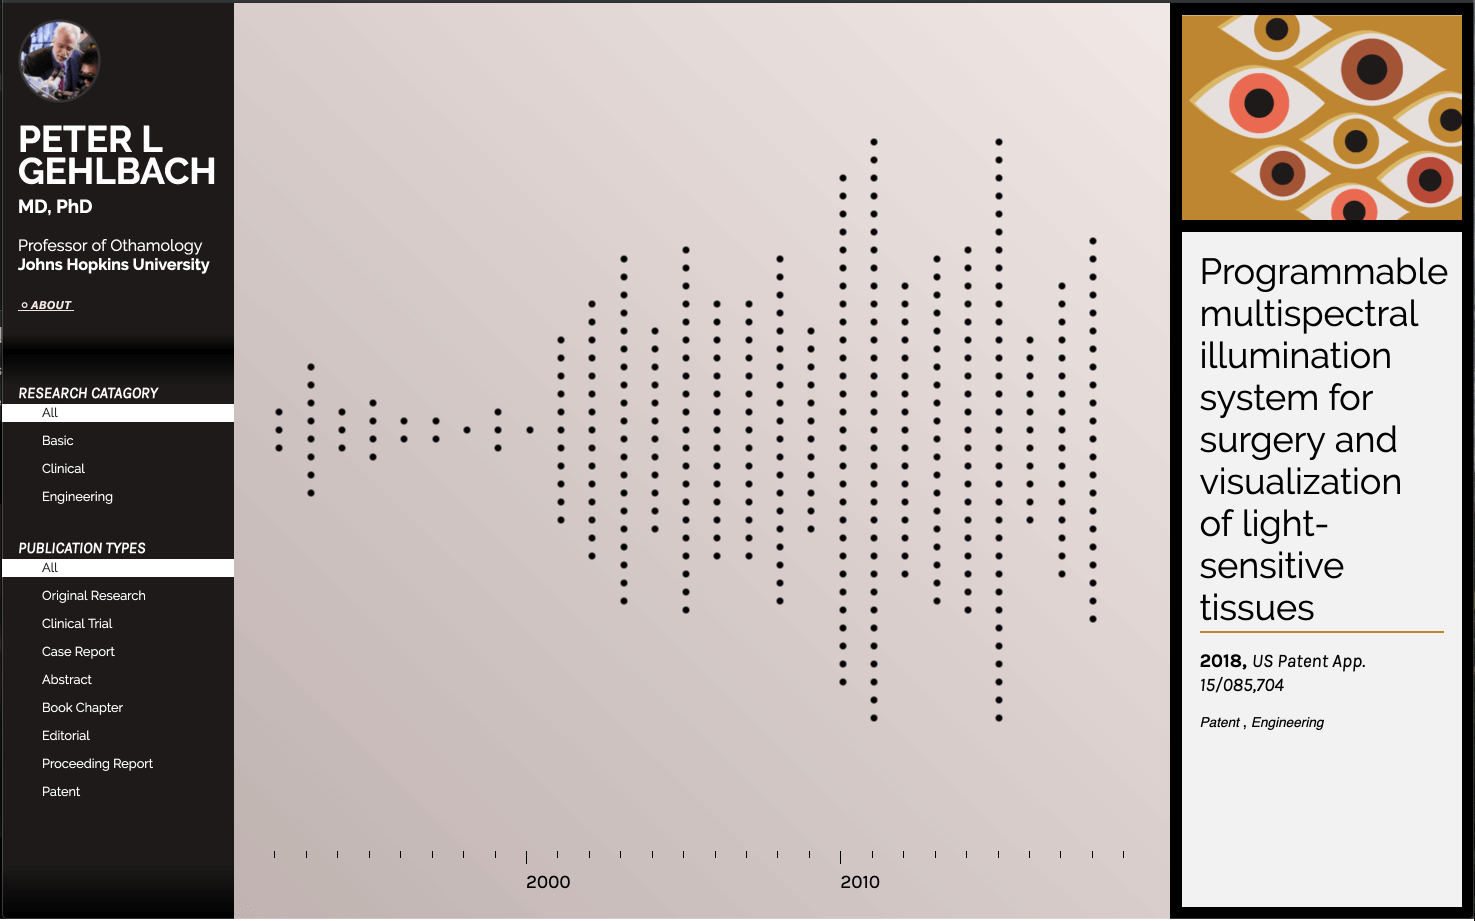 PETER L
GEHLBACH
MD, PhD
Professor of Othamology
Johns Hopkins University
ABOUT
RESEARCH CATAGORY
All
Basic
Clinical
Engineering
PUBLICATION TYPES
All
Original Research
Clinical Trial
Case Report
Abstract
Book Chapter
Editorial
Proceeding Report
Patent
2000
2010
Programmable
multispectral
illumination
system for
surgery and
visualization
of light-
sensitive
tissues
2018, US Patent App.
15/085,704
Patent , Engineering